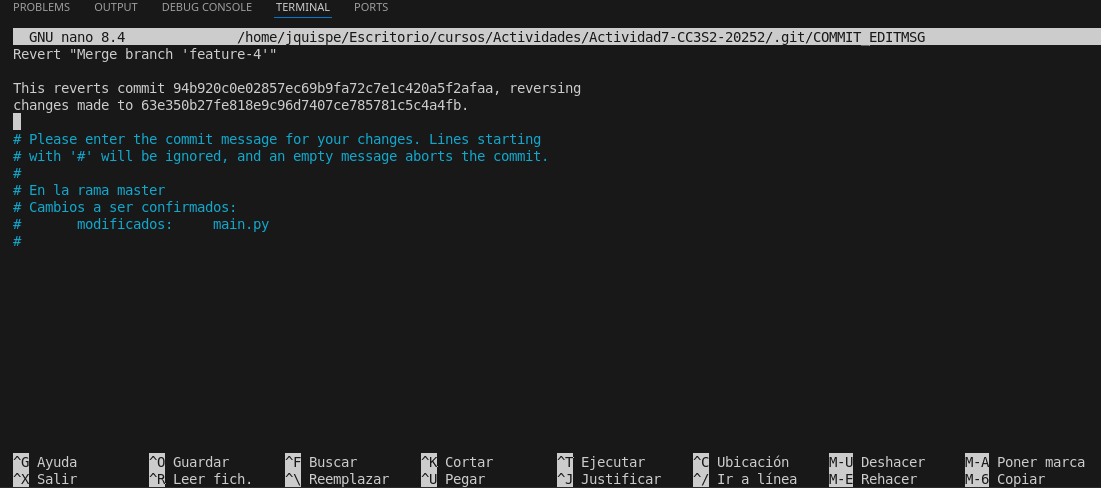 PROBLEMS OUTPUT DEBUG CONSOLE TERMINAL PORTS
GNU nano 8.4 /home/jquispe/Escritorio/cursos/Actividades/Actividad7-CC3S2-20252/.git/COMMIT_EDITMSG
Revert "Merge branch 'feature-4'"
This reverts commit 94b920c0e02857ec69b9fa72c7e1c420a5f2afaa, reversing
changes made to 63e350b27fe818e9c96d7407ce785781c5c4a4fb.
# Please enter the commit message for your changes. Lines starting
# with '#' will be ignored, and an empty message aborts the commit.
#
# En la rama master
# Cambios a ser confirmados:
#       modificados:     main.py
#
^G Ayuda ^O Guardar ^F Buscar ^K Cortar ^T Ejecutar ^C Ubicación M-U Deshacer M-A Poner marca
^X Salir ^R Leer fich. ^\ Reemplazar ^U Pegar ^J Justificar ^/ Ir a línea M-E Rehacer M-6 Copiar